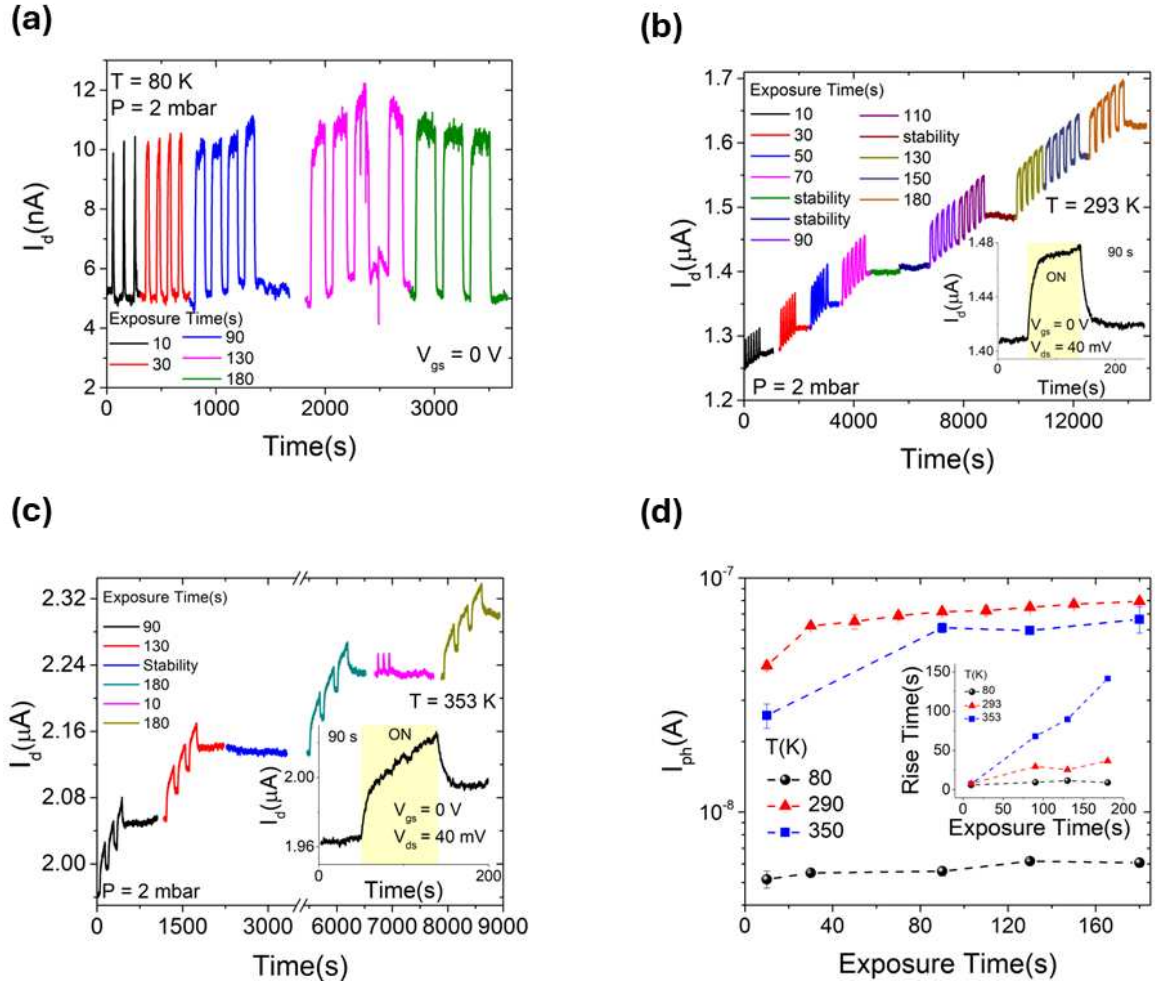 (a)
T = 80 K
P = 2 mbar
12
10
8
6
4
2
I_d(nA)
Exposure Time(s)
10
30
90
130
180
V_gs = 0 V
0
1000
2000
3000
Time(s)
(b)
1.7
1.6
1.5
1.4
1.3
1.2
I_d(μA)
Exposure Time(s)
10
30
50
70
stability
stability
90
110
stability
130
150
180
T = 293 K
P = 2 mbar
1.48
1.44
1.40
I_d(μA)
90 s
ON
V_gs = 0 V
V_ds = 40 mV
0
200
Time(s)
0
4000
8000
12000
Time(s)
(c)
2.32
2.24
2.16
2.08
2.00
I_d(μA)
Exposure Time(s)
90
130
Stability
180
10
180
T = 353 K
P = 2 mbar
90 s
ON
2.00
1.96
I_d(μA)
V_gs = 0 V
V_ds = 40 mV
0
200
Time(s)
0
1500
3000
6000
7000
8000
9000
Time(s)
(d)
10^-7
10^-8
I_ph(A)
T(K)
80
290
350
150
100
50
0
Rise Time(s)
T(K)
80
293
353
0
50
100
150
200
Exposure Time(s)
0
40
80
120
160
Exposure Time(s)